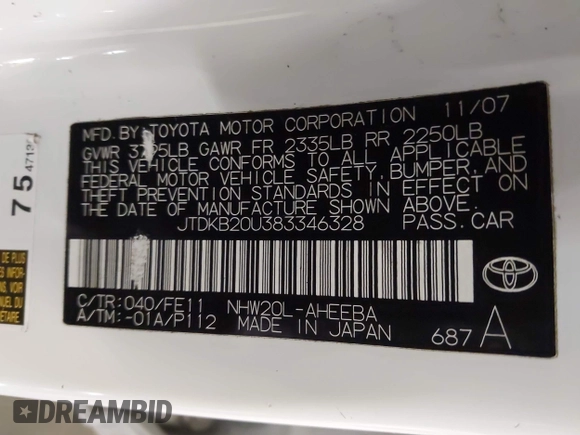 MFD. BY: TOYOTA MOTOR CORPORATION 11/07
GVWR 3795LB GAWR FR 2335LB RR 2250LB
THIS VEHICLE CONFORMS TO ALL APPLICABLE
FEDERAL MOTOR VEHICLE SAFETY, BUMPER, AND
THEFT PREVENTION STANDARDS IN EFFECT ON
THE DATE OF MANUFACTURE SHOWN ABOVE.
JTDKB20U383346328 PASS. CAR
C/TR: 040/FE11 NHW20L-AHEEBA
A/TM: -01A/P112 MADE IN JAPAN
687 A
75
DREAMBID